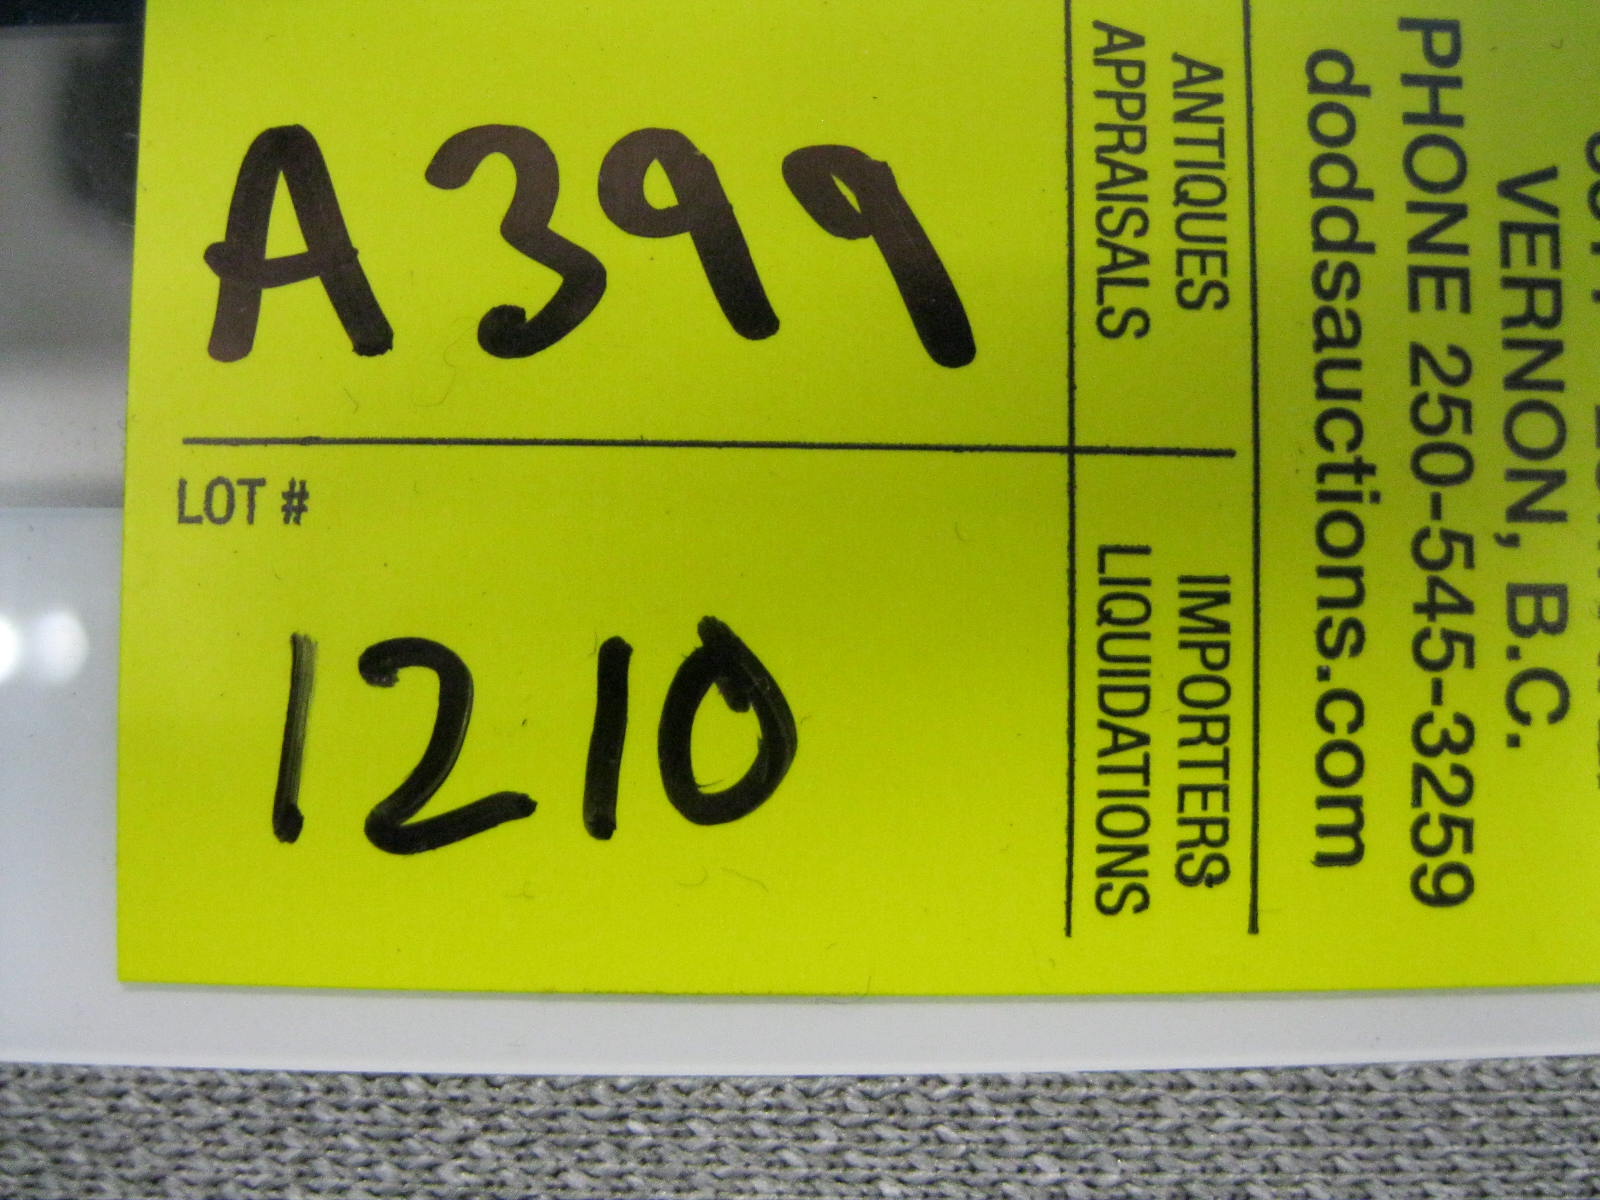 A399
LOT #
1210
VERNON, B.C.
PHONE 250-545-3259
doddsauctions.com
ANTIQUES IMPORTERS
APPRAISALS LIQUIDATIONS